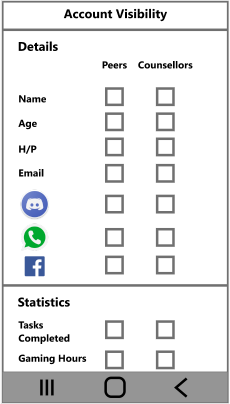 Account Visibility
Details
Peers Counsellors
Name
Age
H/P
Email
Statistics
Tasks
Completed
Gaming Hours